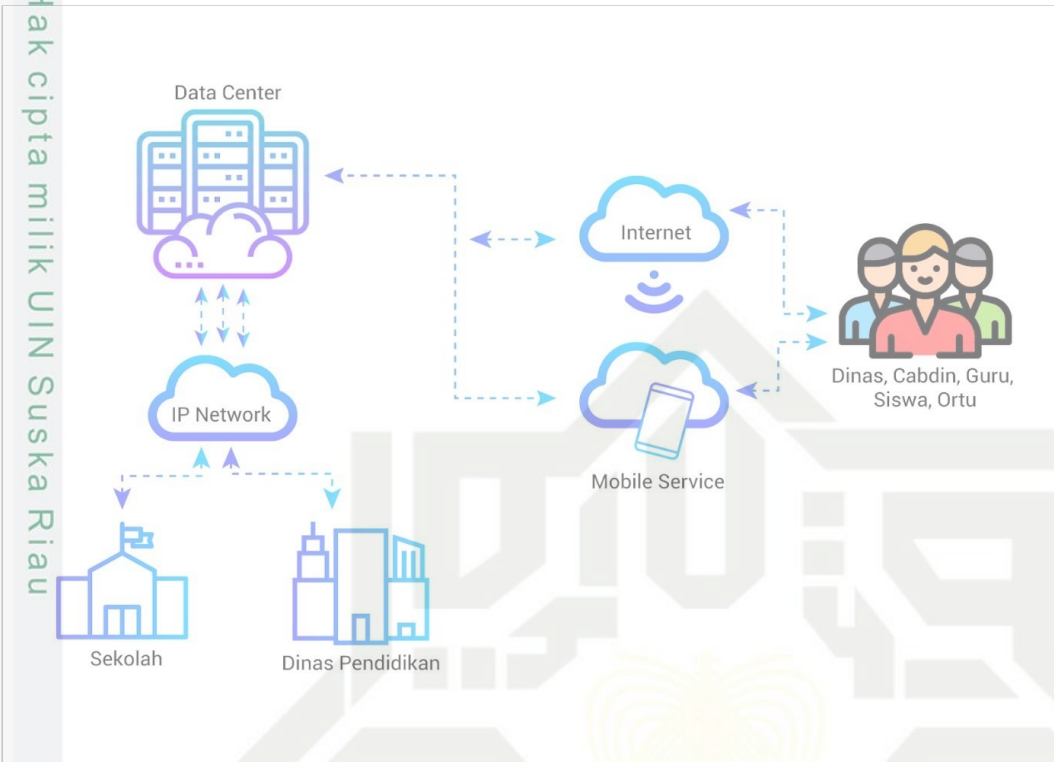 Hak cipta milik UIN Suska Riau
Data Center
Internet
IP Network
Dinas, Cabdin, Guru,
Siswa, Ortu
Mobile Service
Sekolah
Dinas Pendidikan